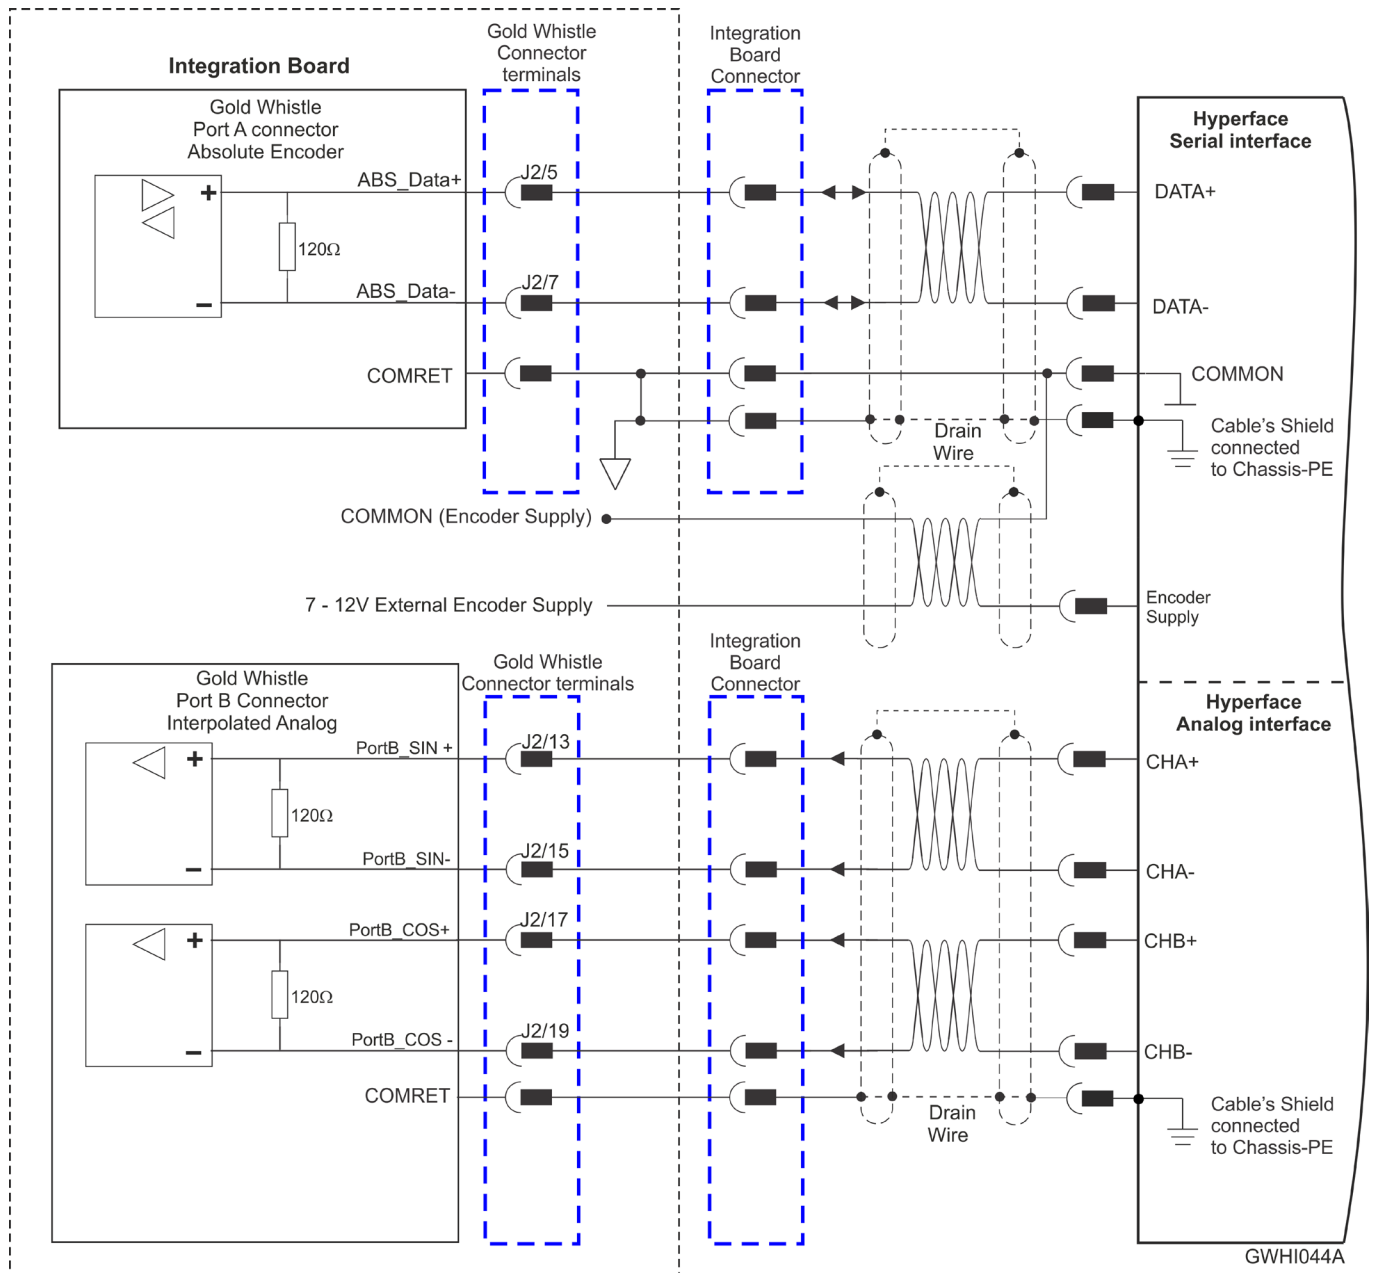 Gold Whistle
Connector
terminals
Integration
Board
Connector
Integration Board
Gold Whistle
Port A connector
Absolute Encoder
Hyperface
Serial interface
ABS_Data+
J2/5
DATA+
+
120Ω
ABS_Data-
J2/7
DATA-
−
COMRET
COMMON
Drain
Wire
Cable's Shield
connected
to Chassis-PE
COMMON (Encoder Supply)
7 - 12V External Encoder Supply
Encoder
Supply
Integration
Board
Connector
Gold Whistle
Connector terminals
Gold Whistle
Port B Connector
Interpolated Analog
Hyperface
Analog interface
PortB_SIN +
J2/13
CHA+
+
120Ω
PortB_SIN-
J2/15
CHA-
−
PortB_COS+
J2/17
CHB+
+
120Ω
PortB_COS -
J2/19
CHB-
−
COMRET
Drain
Wire
Cable's Shield
connected
to Chassis-PE
GWHI044A